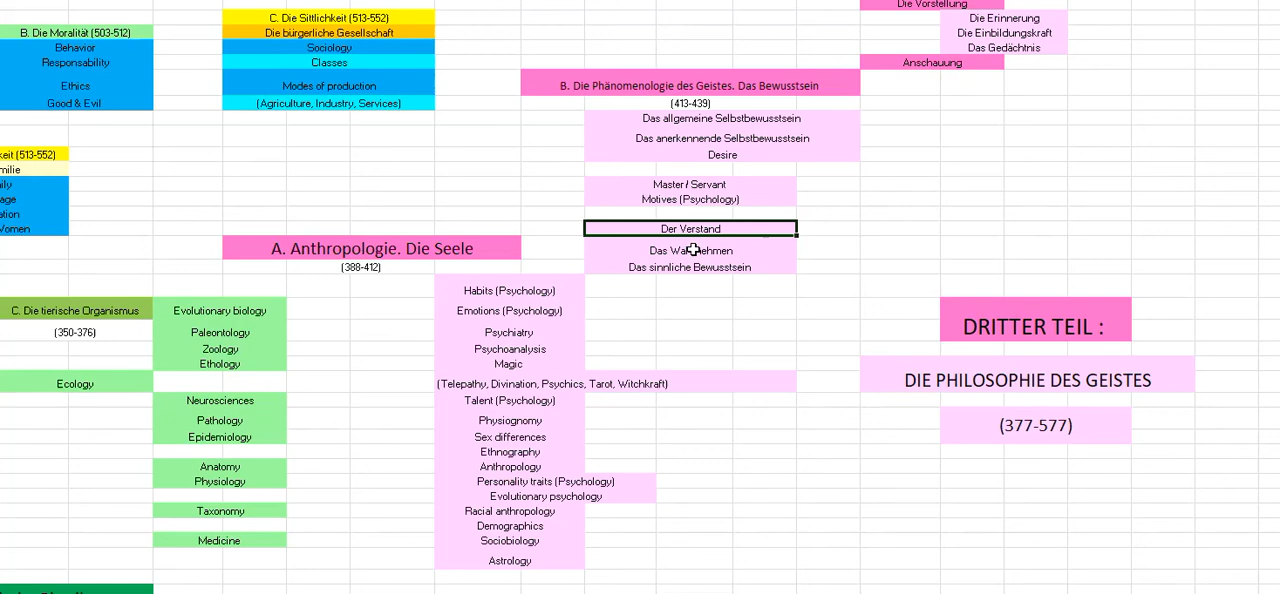 Die Vorstellung
C. Die Sittlichkeit (513-552)
Die Erinnerung
B. Die Moralität (503-512)
Die bürgerliche Gesellschaft
Die Einbildungskraft
Behavior
Sociology
Das Gedächtnis
Responsability
Classes
Anschauung
Ethics
Modes of production
B. Die Phänomenologie des Geistes. Das Bewusstsein
Good & Evil
(Agriculture, Industry, Services)
(413-439)
Das allgemeine Selbstbewusstsein
Das anerkennende Selbstbewusstsein
keit (513-552)
Desire
milie
ily
Master / Servant
age
Motives (Psychology)
ation
Women
Der Verstand
A. Anthropologie. Die Seele
(388-412)
Das sinnliche Bewusstsein
Habits (Psychology)
C. Die tierische Organismus
Evolutionary biology
Emotions (Psychology)
(350-376)
Paleontology
Psychiatry
DRITTER TEIL :
Zoology
Psychoanalysis
Ethology
Magic
Ecology
(Telepathy, Divination, Psychics, Tarot, Witchkraft)
DIE PHILOSOPHIE DES GEISTES
Neurosciences
Talent (Psychology)
Pathology
Physiognomy
(377-577)
Epidemiology
Sex differences
Ethnography
Anatomy
Anthropology
Physiology
Personality traits (Psychology)
Evolutionary psychology
Taxonomy
Racial anthropology
Demographics
Medicine
Sociobiology
Astrology